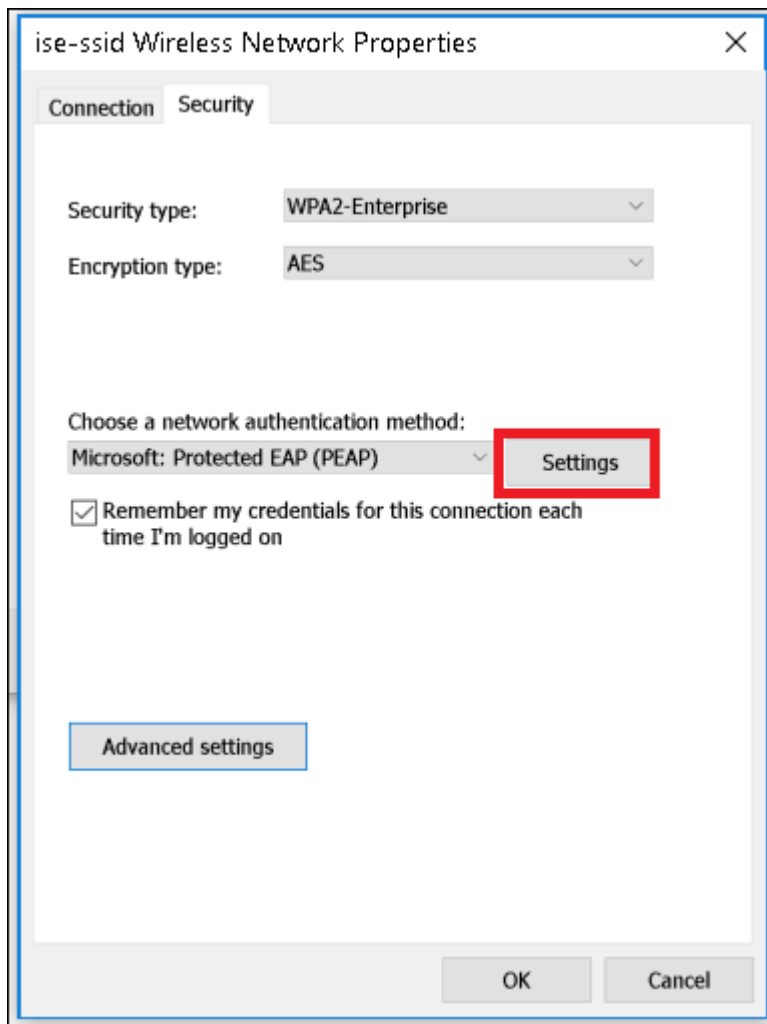 ise-ssid Wireless Network Properties
Connection
Security
Security type:
WPA2-Enterprise
Encryption type:
AES
Choose a network authentication method:
Microsoft: Protected EAP (PEAP)
Settings
Remember my credentials for this connection each
time I'm logged on
Advanced settings
OK
Cancel